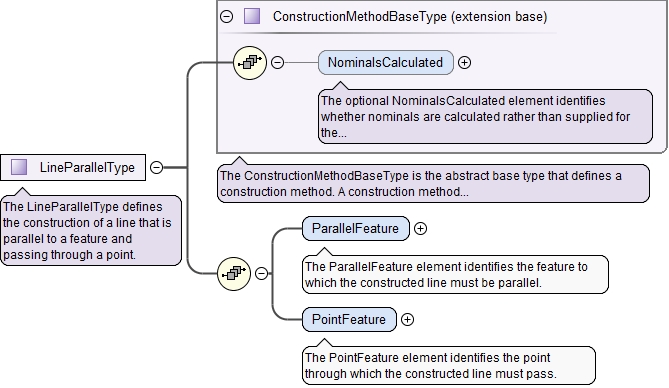 ConstructionMethodBaseType (extension base)
NominalsCalculated
The optional NominalsCalculated element identifies
whether nominals are calculated rather than supplied for
the...
LineParallelType
The LineParallelType defines
the construction of a line that is
parallel to a feature and
passing through a point.
The ConstructionMethodBaseType is the abstract base type that defines a
construction method. A construction method...
ParallelFeature
The ParallelFeature element identifies the feature to
which the constructed line must be parallel.
PointFeature
The PointFeature element identifies the point
through which the constructed line must pass.